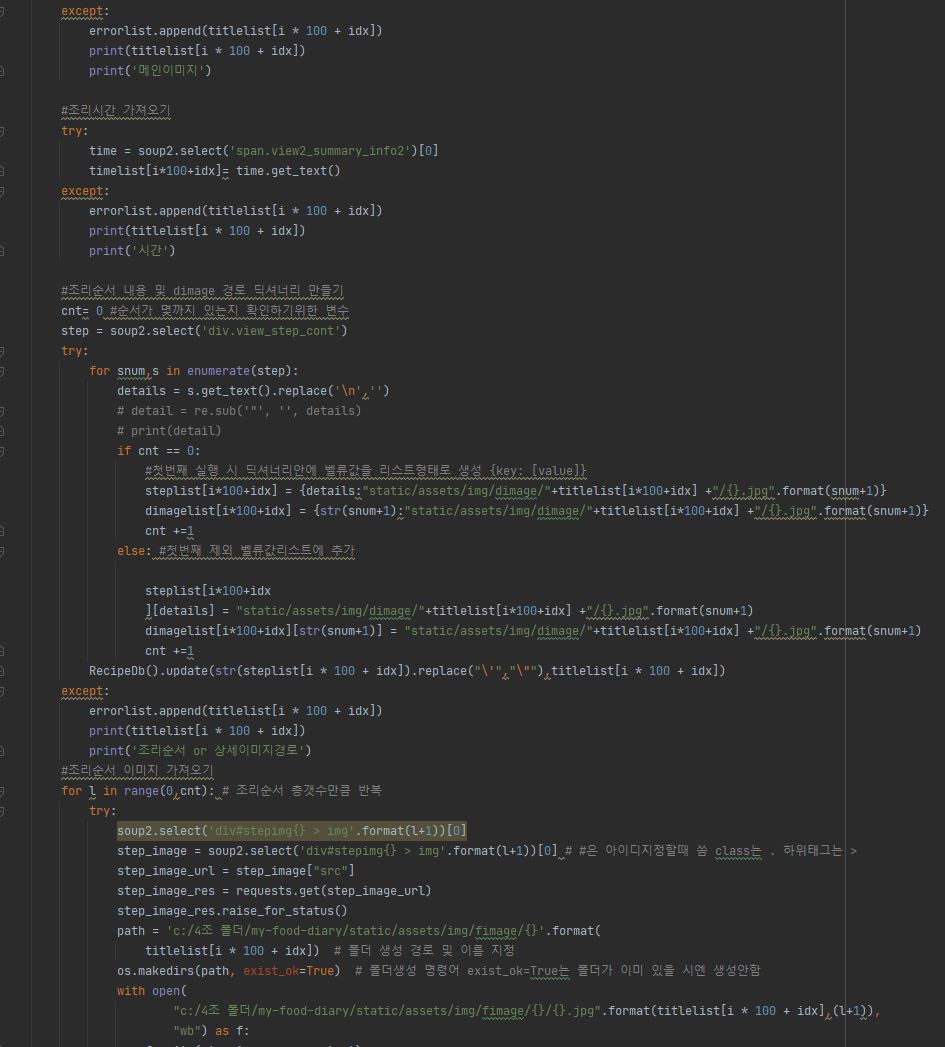 except:
errorlist.append(titlelist[i * 100 + idx])
print(titlelist[i * 100 + idx])
print('메인이미지')
#조리시간 가져오기
try:
time = soup2.select('span.view2_summary_info2')[0]
timelist[i*100+idx]= time.get_text()
except:
errorlist.append(titlelist[i * 100 + idx])
print(titlelist[i * 100 + idx])
print('시간')
#조리순서 내용 및 dimage 경로 딕셔너리 만들기
cnt= 0 #순서가 몇까지 있는지 확인하기위한 변수
step = soup2.select('div.view_step_cont')
try:
for snum,s in enumerate(step):
details = s.get_text().replace('\n','')
# detail = re.sub('"', '', details)
# print(detail)
if cnt == 0:
#첫번째 실행 시 딕셔너리안에 벨류값을 리스트형태로 생성 {key: [value]}
steplist[i*100+idx] = {details:"static/assets/img/dimage/"+titlelist[i*100+idx] +"/{}.jpg".format(snum+1)}
dimagelist[i*100+idx] = {str(snum+1):"static/assets/img/dimage/"+titlelist[i*100+idx] +"/{}.jpg".format(snum+1)}
cnt +=1
else: #첫번째 제외 벨류값리스트에 추가
steplist[i*100+idx
][details] = "static/assets/img/dimage/"+titlelist[i*100+idx] +"/{}.jpg".format(snum+1)
dimagelist[i*100+idx][str(snum+1)] = "static/assets/img/dimage/"+titlelist[i*100+idx] +"/{}.jpg".format(snum+1)
cnt +=1
RecipeDb().update(str(steplist[i * 100 + idx]).replace("\'","\""),titlelist[i * 100 + idx])
except:
errorlist.append(titlelist[i * 100 + idx])
print(titlelist[i * 100 + idx])
print('조리순서 or 상세이미지경로')
#조리순서 이미지 가져오기
for l in range(0,cnt): # 조리순서 총갯수만큼 반복
try:
soup2.select('div#stepimg{} > img'.format(l+1))[0]
step_image = soup2.select('div#stepimg{} > img'.format(l+1))[0] # #은 아이디지정할때 씀 class는 . 하위태그는 >
step_image_url = step_image["src"]
step_image_res = requests.get(step_image_url)
step_image_res.raise_for_status()
path = 'c:/4조 폴더/my-food-diary/static/assets/img/fimage/{}'.format(
titlelist[i * 100 + idx])  # 폴더 생성 경로 및 이름 지정
os.makedirs(path, exist_ok=True)  # 폴더생성 명령어 exist_ok=True는 폴더가 이미 있을 시엔 생성안함
with open(
"c:/4조 폴더/my-food-diary/static/assets/img/fimage/{}/{}.jpg".format(titlelist[i * 100 + idx],(l+1)),
"wb") as f: